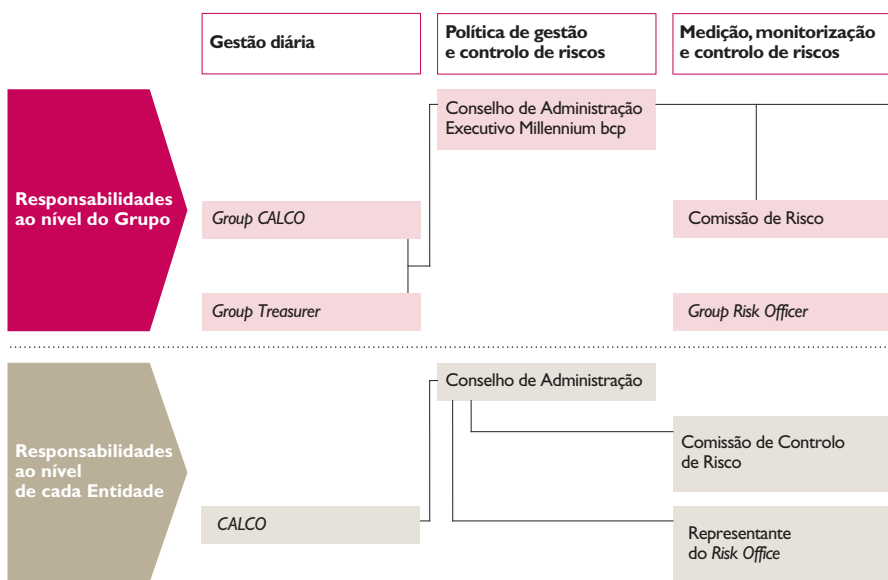 Gestão diária
Política de gestão
e controlo de riscos
Medição, monitorização
e controlo de riscos
Conselho de Administração
Executivo Millennium bcp
Responsabilidades
ao nível do Grupo
Group CALCO
Comissão de Risco
Group Treasurer
Group Risk Officer
Conselho de Administração
Responsabilidades
ao nível
de cada Entidade
Comissão de Controlo
de Risco
CALCO
Representante
do Risk Office